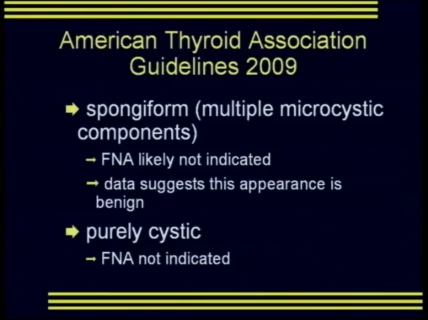 American Thyroid Association
Guidelines 2009
spongiform (multiple microcystic
components)
FNA likely not indicated
data suggests this appearance is
benign
purely cystic
FNA not indicated